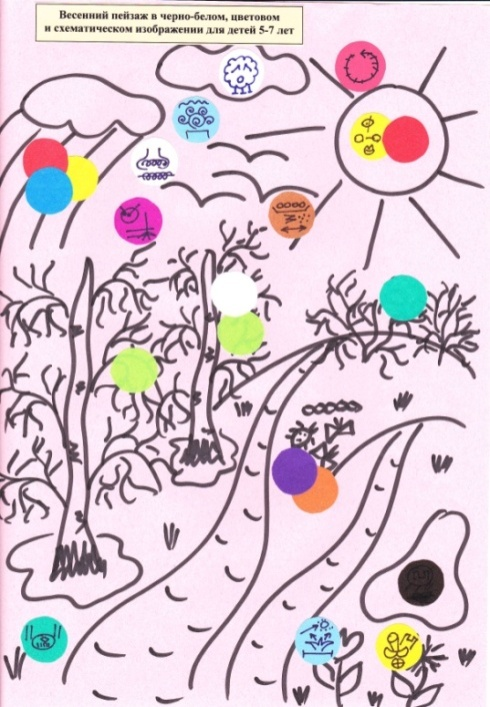 Весенний пейзаж в черно-белом, цветовом
и схематическом изображении для детей 5-7 лет